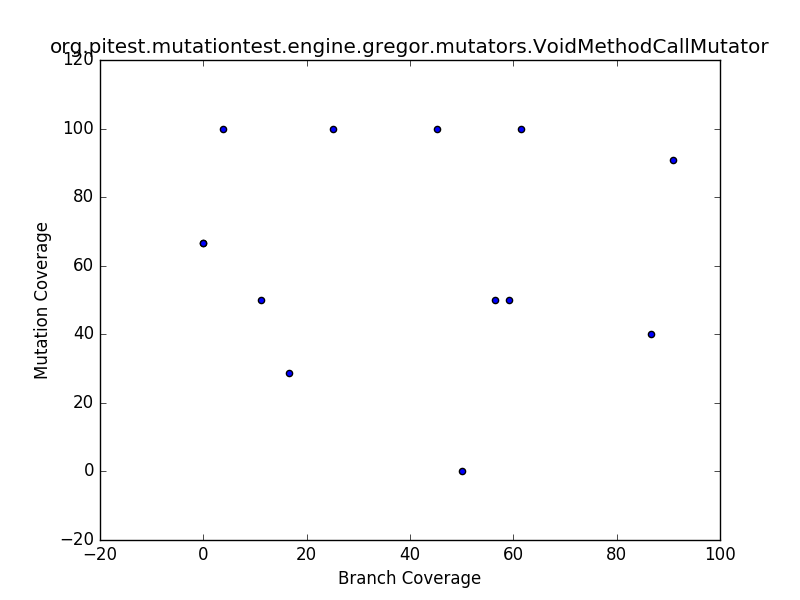 org.pitest.mutationtest.engine.gregor.mutators.VoidMethodCallMutator
120
100
80
60
40
20
0
−20
Mutation Coverage
−20 0 20 40 60 80 100
Branch Coverage